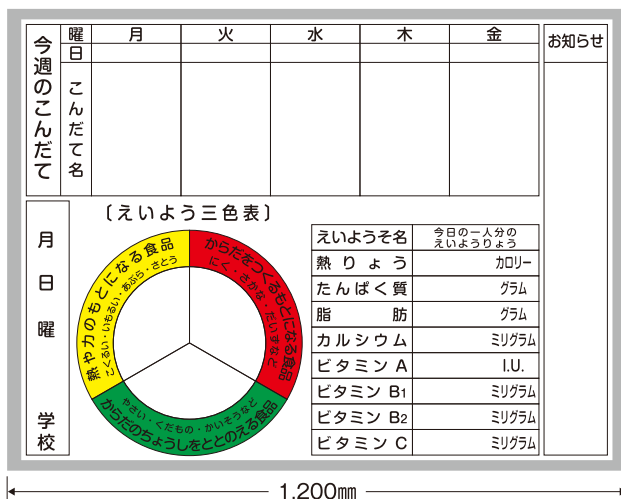 今週のこんだて
曜 月 火 水 木 金
日
こんだて名
お知らせ
月 日 曜 学校
〔えいよう三色表〕
熱や力のもとになる食品
こくるい・いもるい・あぶら・さとう
からだをつくるもとになる食品
にく・さかな・だいずなど
やさい・くだもの・かいそうなど
からだのちょうしをととのえる食品
えいようそ名 今日の一人分の
えいようりょう
熱りょう カロリー
たんぱく質 グラム
脂肪 グラム
カルシウム ミリグラム
ビタミン A I.U.
ビタミン B1 ミリグラム
ビタミン B2 ミリグラム
ビタミン C ミリグラム
1,200㎜